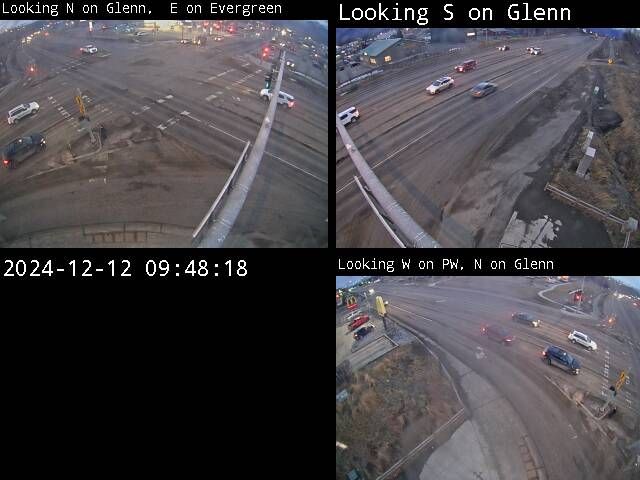 Looking N on Glenn,  E on Evergreen
Looking S on Glenn
2024-12-12 09:48:18
Looking W on PW, N on Glenn